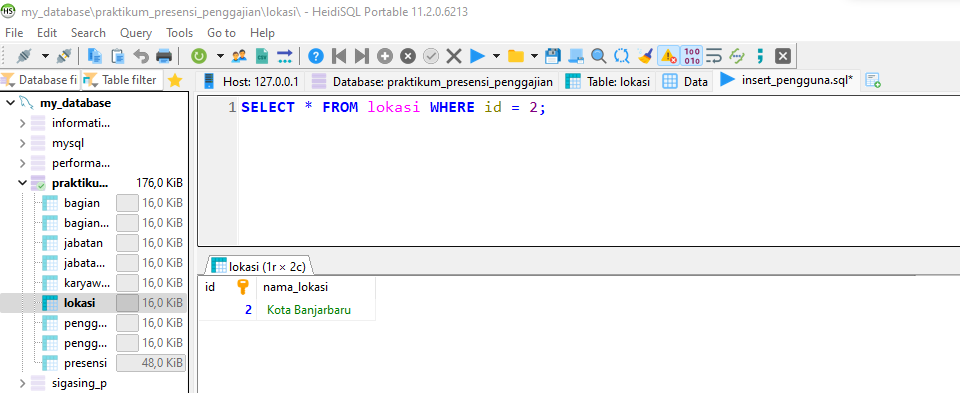 HS my_database\praktikum_presensi_penggajian\lokasi\ - HeidiSQL Portable 11.2.0.6213
File Edit Search Query Tools Go to Help
Database fi Table filter Host: 127.0.0.1 Database: praktikum_presensi_penggajian Table: lokasi Data insert_pengguna.sql*
my_database
informati...
mysql
performa...
praktiku... 176,0 KiB
bagian 16,0 KiB
bagian... 16,0 KiB
jabatan 16,0 KiB
jabata... 16,0 KiB
karyaw... 16,0 KiB
lokasi 16,0 KiB
pengg... 16,0 KiB
pengg... 16,0 KiB
presensi 48,0 KiB
sigasing_p
1 SELECT * FROM lokasi WHERE id = 2;
lokasi (1r × 2c)
id nama_lokasi
2 Kota Banjarbaru